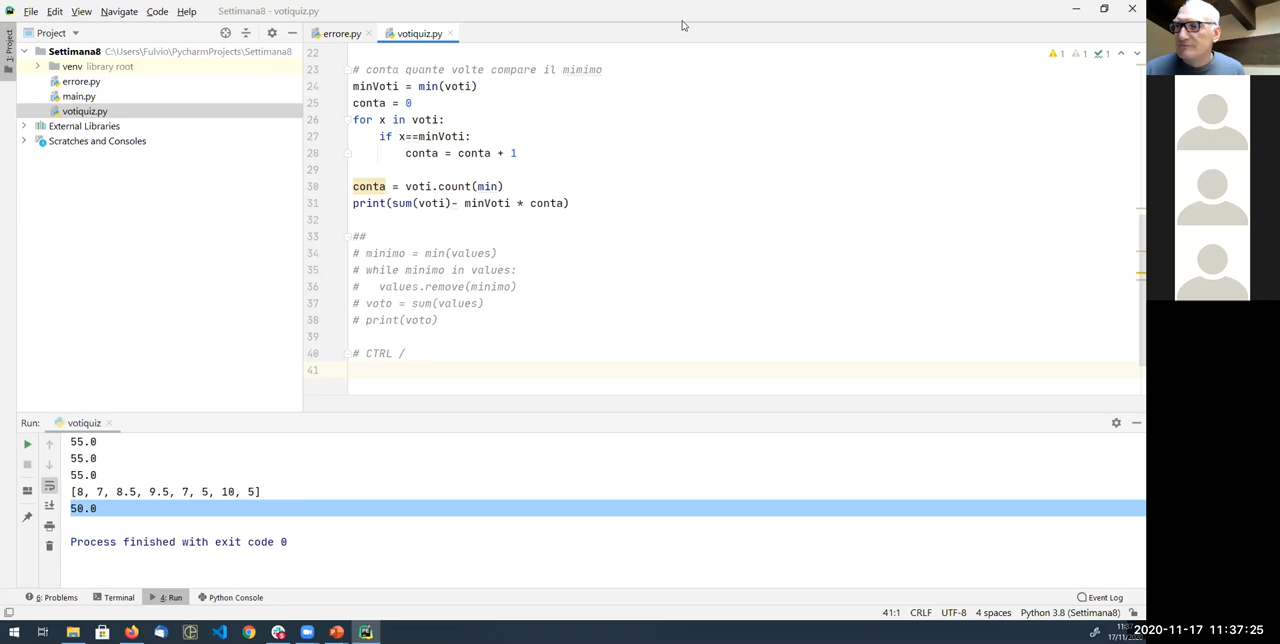 File Edit View Navigate Code Help Settimana8 - votiquiz.py
Project
errore.py votiquiz.py
1: Project
Settimana8 C:\Users\Fulvio\PycharmProjects\Settimana8
venv library root
errore.py
main.py
votiquiz.py
External Libraries
Scratches and Consoles
1 1 1
22
23 # conta quante volte compare il mimimo
24 minVoti = min(voti)
25 conta = 0
26 for x in voti:
27 if x==minVoti:
28 conta = conta + 1
29
30 conta = voti.count(min)
31 print(sum(voti)- minVoti * conta)
32
33 ##
34 # minimo = min(values)
35 # while minimo in values:
36 #   values.remove(minimo)
37 # voto = sum(values)
38 # print(voto)
39
40 # CTRL /
41
Run: votiquiz
55.0
55.0
55.0
[8, 7, 8.5, 9.5, 7, 5, 10, 5]
50.0
Process finished with exit code 0
6: Problems Terminal 4: Run Python Console Event Log
41:1 CRLF UTF-8 4 spaces Python 3.8 (Settimana8)
2020-11-17 11:37:25